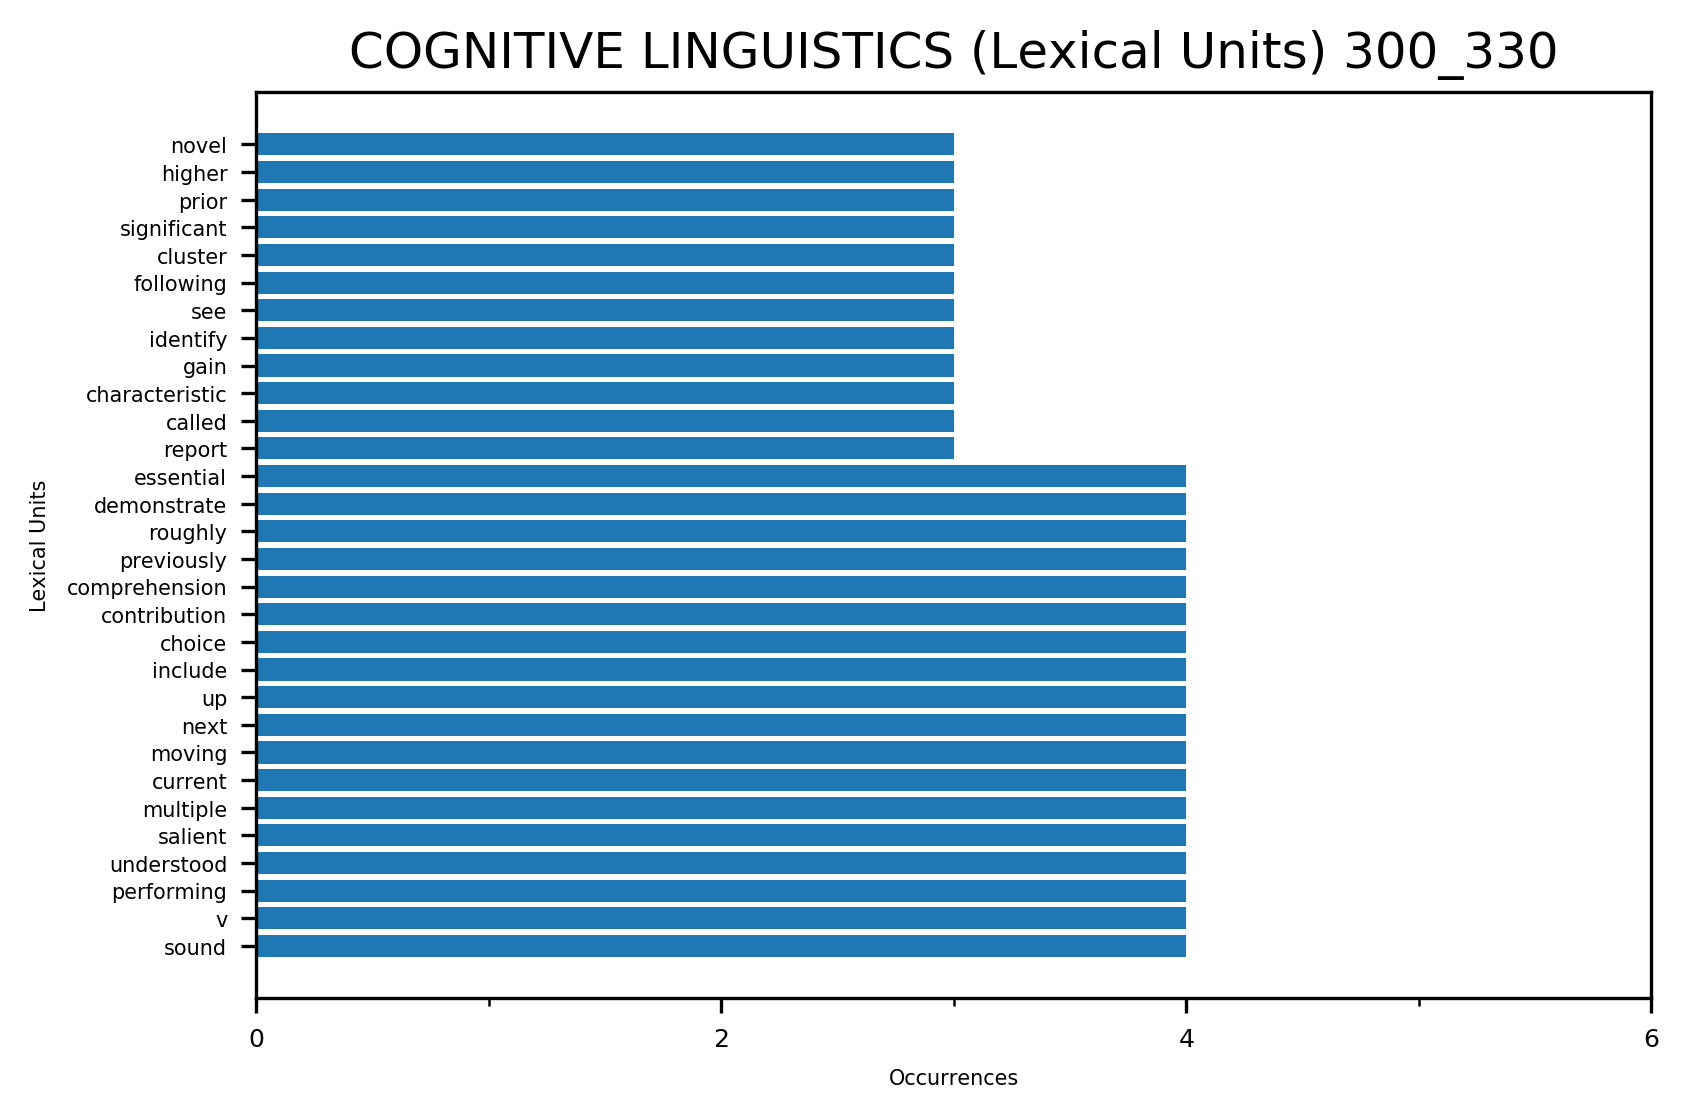 COGNITIVE LINGUISTICS (Lexical Units) 300_330
novel
higher
prior
significant
cluster
following
see
identify
gain
characteristic
called
report
essential
demonstrate
roughly
previously
comprehension
contribution
choice
include
up
next
moving
current
multiple
salient
understood
performing
v
sound
Lexical Units
0 2 4 6
Occurrences